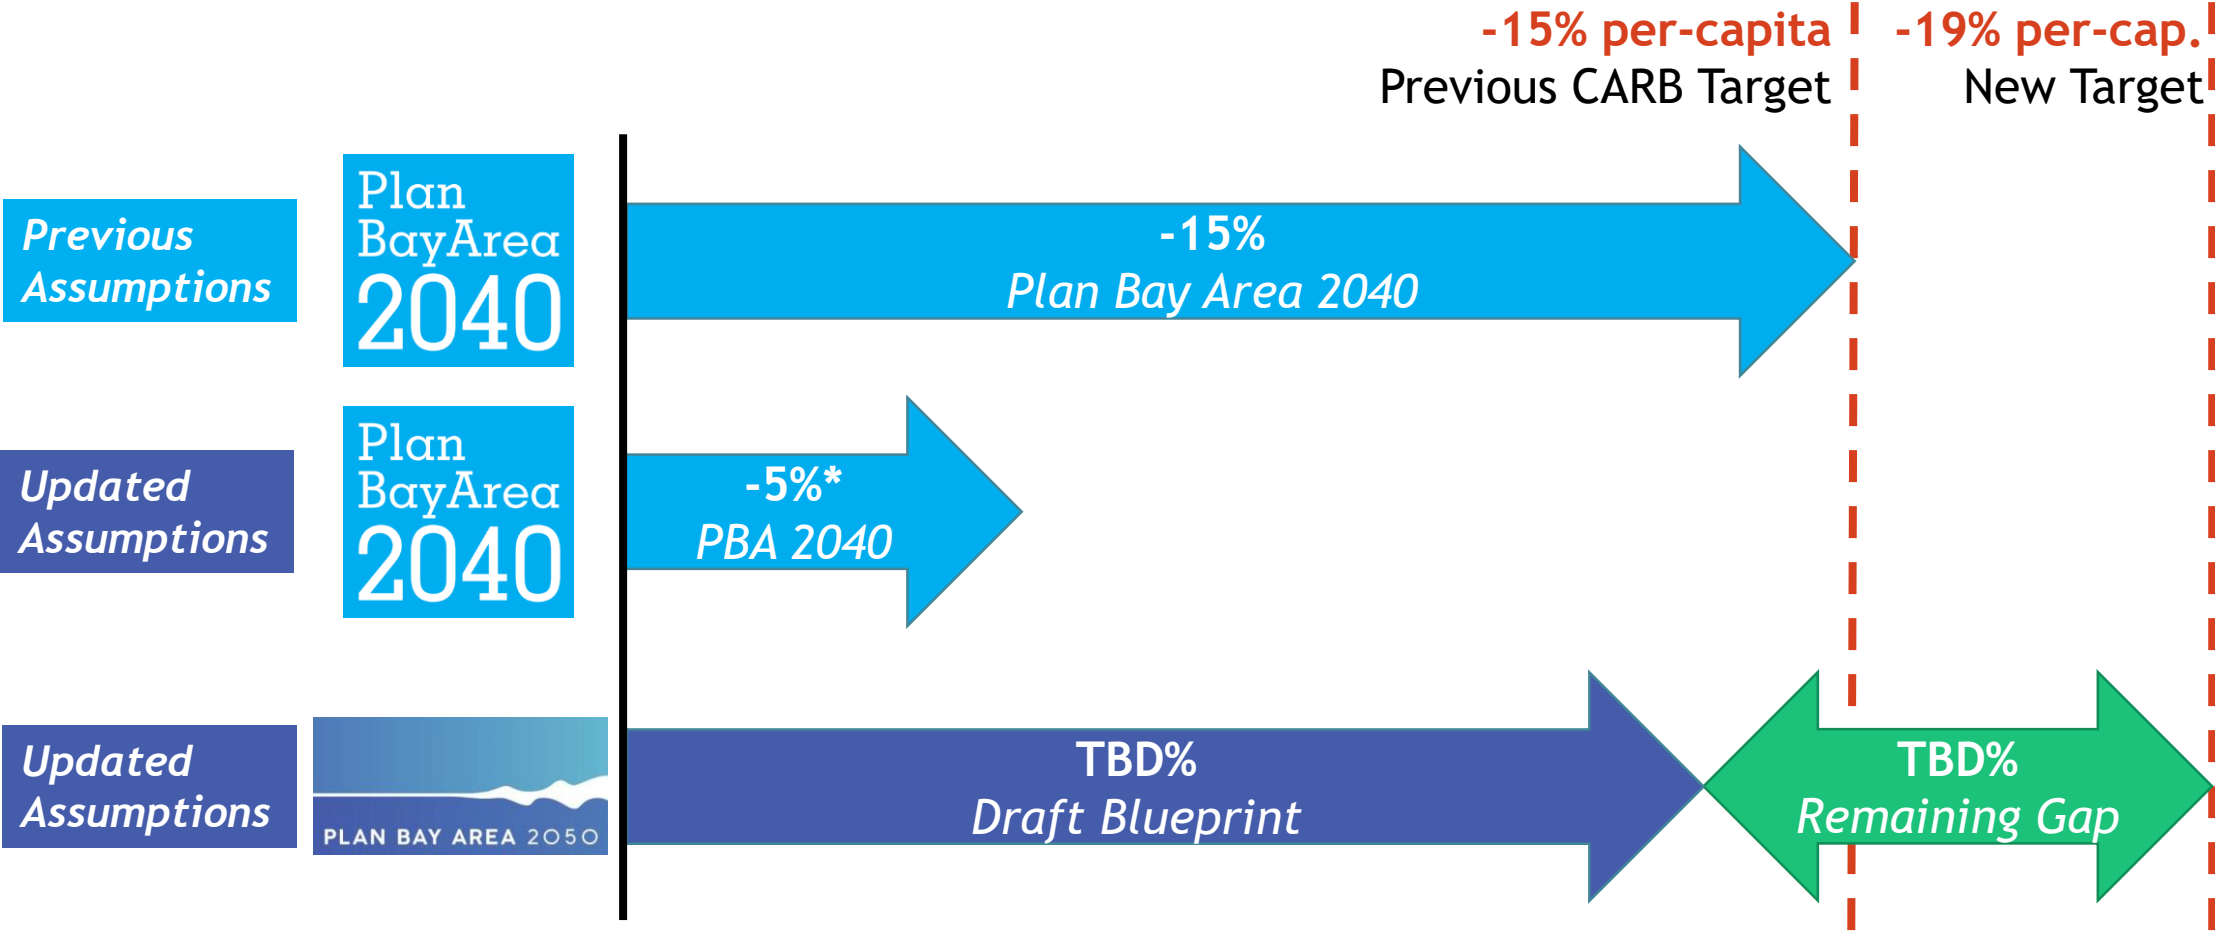 -15% per-capita
Previous CARB Target
-19% per-cap.
New Target
Previous
Assumptions
Plan
BayArea
2040
-15%
Plan Bay Area 2040
Updated
Assumptions
Plan
BayArea
2040
-5%*
PBA 2040
Updated
Assumptions
PLAN BAY AREA 2050
TBD%
Draft Blueprint
TBD%
Remaining Gap